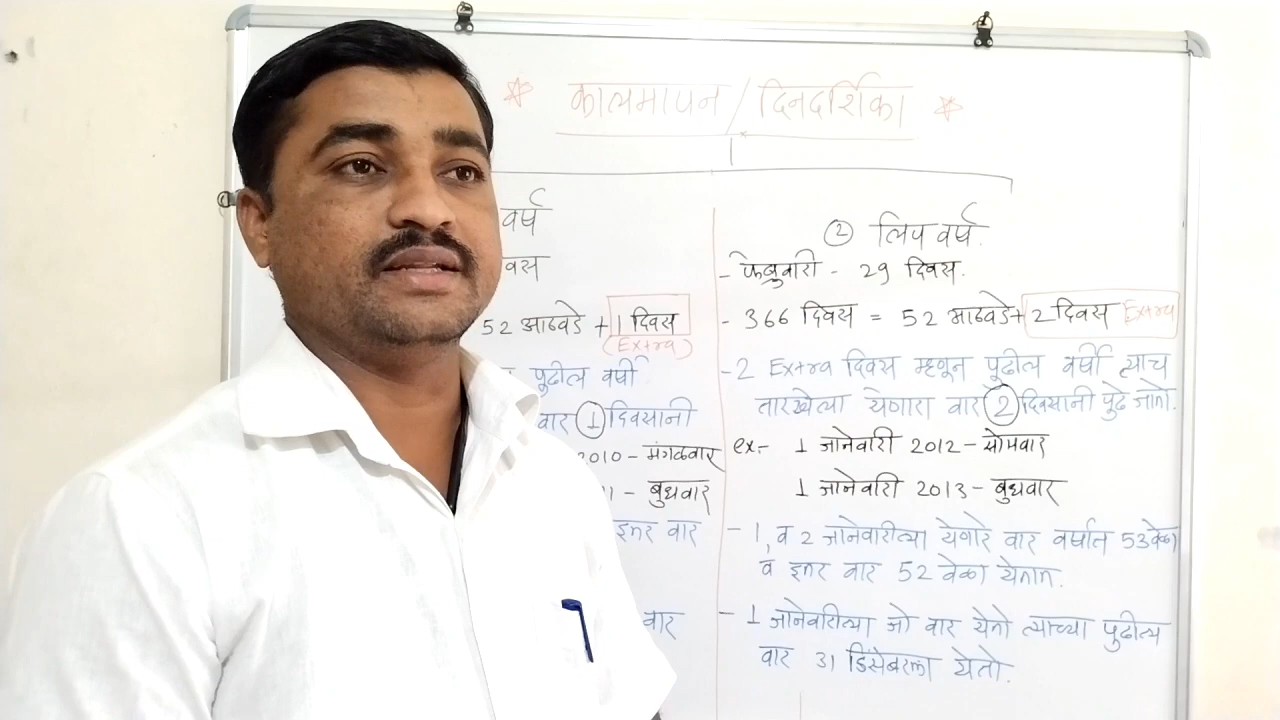 * कालमापन / दिनदर्शिका *
वर्ष
वस
52 आठवडे + 1 दिवस
(Extra)
पुढील वर्षी
वार 1 दिवसानी
2010 - मंगळवार
11 - बुधवार
इतर वार
वार
② लिप वर्ष.
- फेब्रुवारी - 29 दिवस.
- 366 दिवस = 52 आठवडे + 2 दिवस Extra
- 2 Extra दिवस म्हणून पुढील वर्षी त्याच
तारखेला येणारा वार 2 दिवसानी पुढे जातो.
ex:- 1 जानेवारी 2012 - सोमवार
1 जानेवारी 2013 - बुधवार
- 1, व 2 जानेवारीला येणारे वार वर्षात 53 वेळा
व इतर वार 52 वेळा येतात.
- 1 जानेवारीला जो वार येतो त्याच्या पुढील
वार 31 डिसेंबरला येतो.